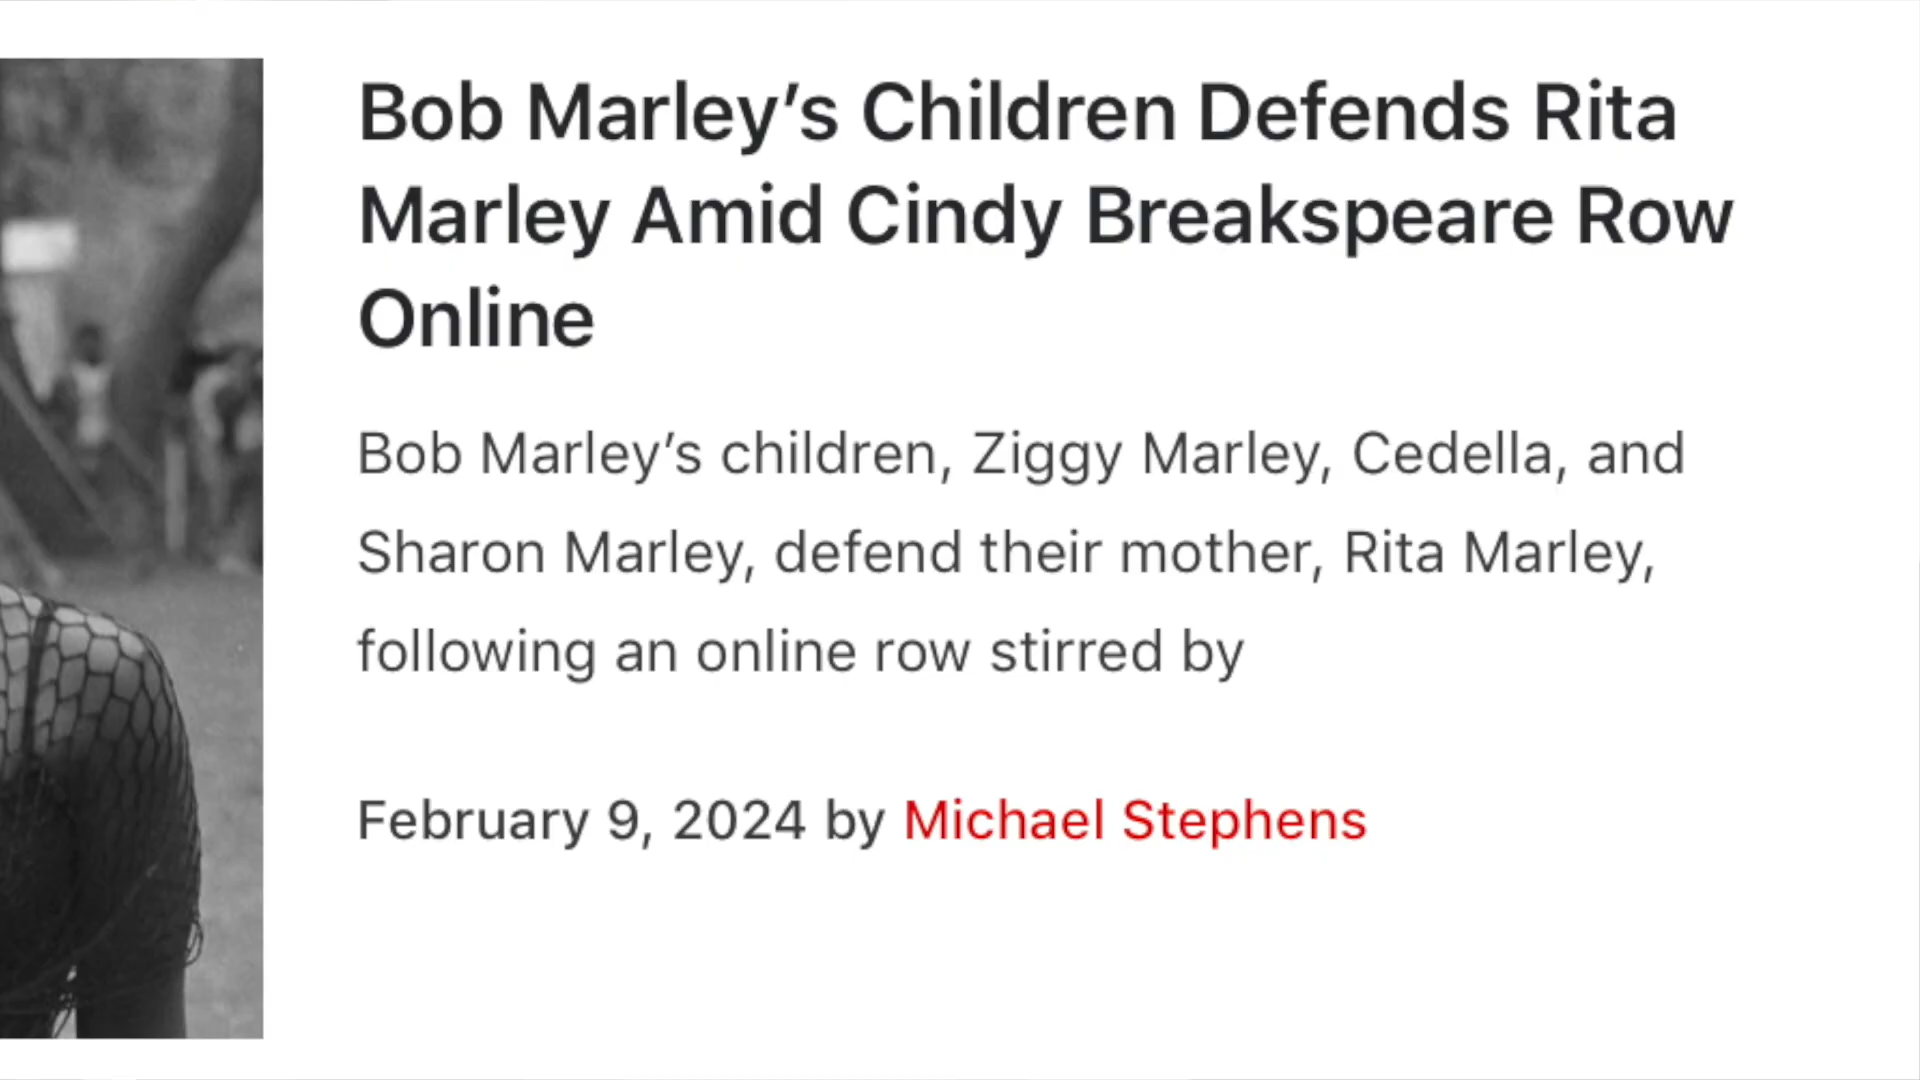 Bob Marley’s Children Defends Rita
Marley Amid Cindy Breakspeare Row
Online
Bob Marley’s children, Ziggy Marley, Cedella, and
Sharon Marley, defend their mother, Rita Marley,
following an online row stirred by
February 9, 2024 by Michael Stephens